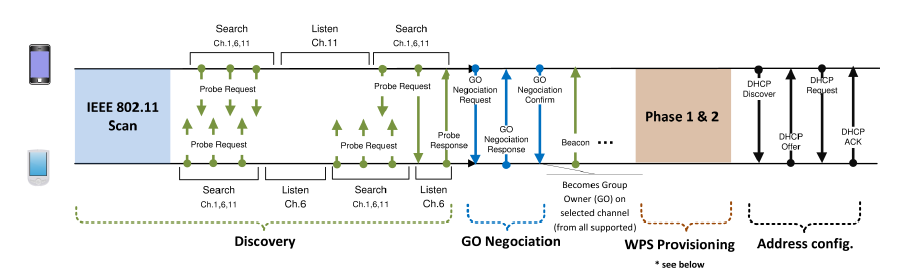 Search
Ch.1,6,11
Listen
Ch.11
Search
Ch.1,6,11
IEEE 802.11
Scan
Probe Request
Probe Request
Probe Request
Probe Request
Probe
Response
GO
Negociation
Request
GO
Negociation
Response
GO
Negociation
Confirm
Beacon
...
Phase 1 & 2
DHCP
Discover
DHCP
Offer
DHCP
Request
DHCP
ACK
Search
Ch.1,6,11
Listen
Ch.6
Search
Ch.1,6,11
Listen
Ch.6
Becomes Group
Owner (GO) on
selected channel
(from all supported)
Discovery
GO Negociation
WPS Provisioning
* see below
Address config.